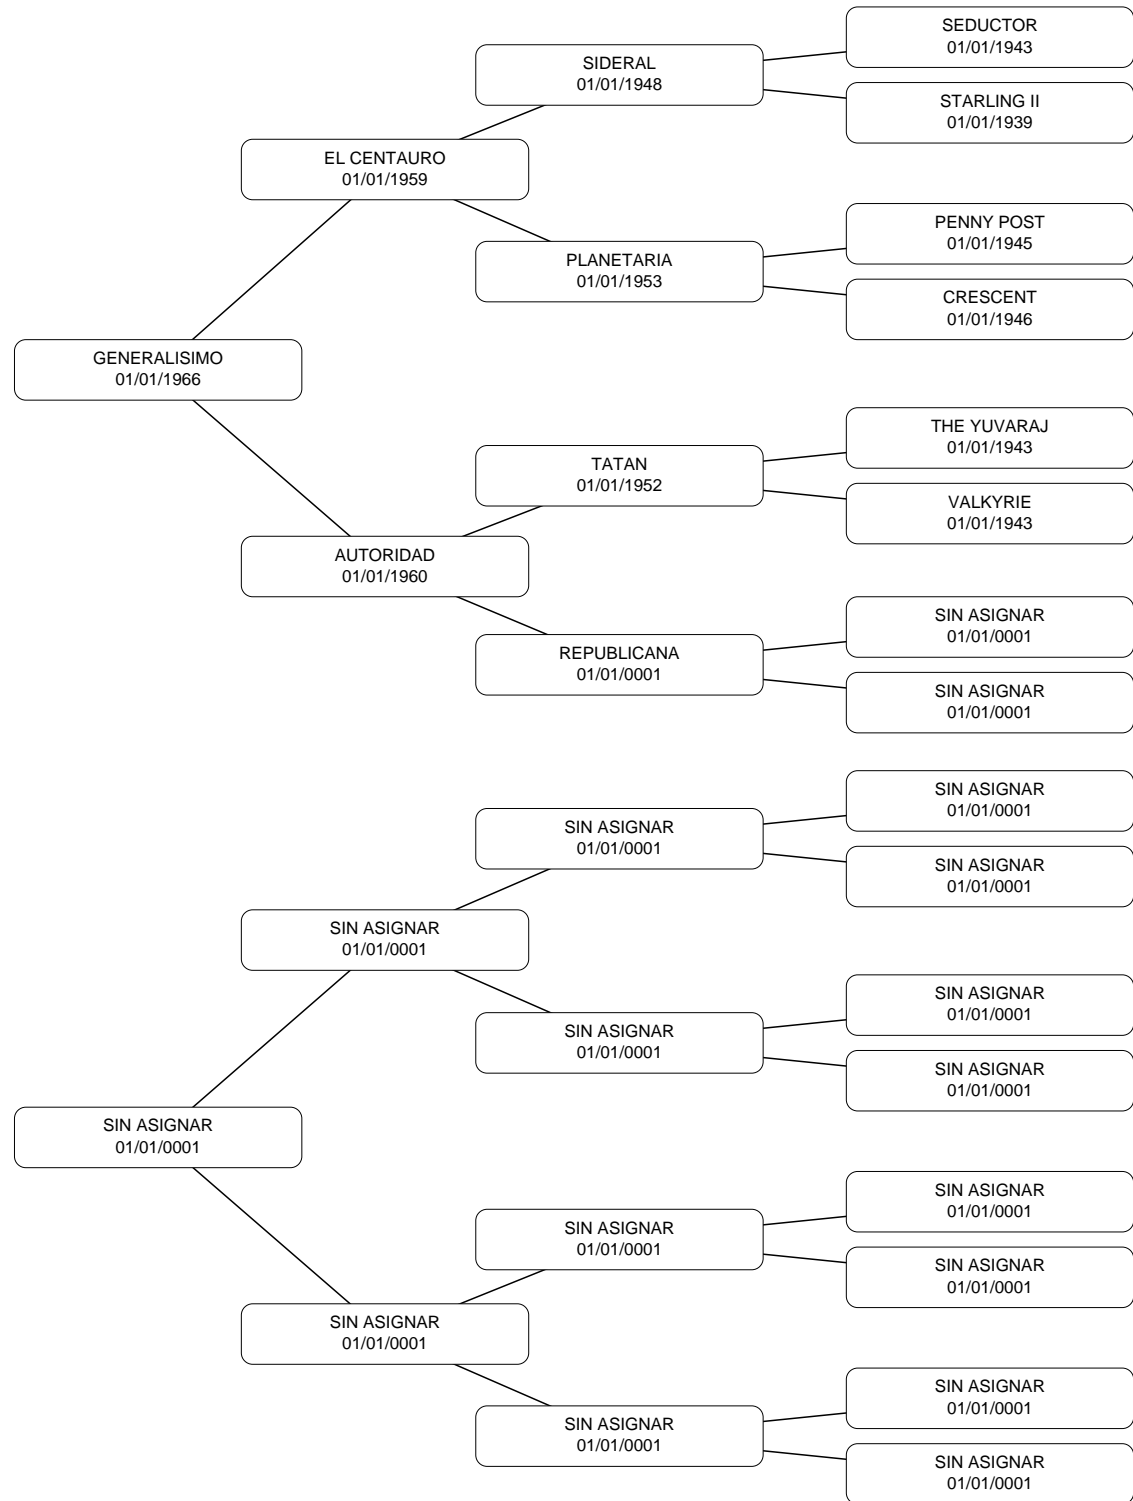 SEDUCTOR
01/01/1943
SIDERAL
01/01/1948
STARLING II
01/01/1939
EL CENTAURO
01/01/1959
PENNY POST
01/01/1945
PLANETARIA
01/01/1953
CRESCENT
01/01/1946
GENERALISIMO
01/01/1966
THE YUVARAJ
01/01/1943
TATAN
01/01/1952
VALKYRIE
01/01/1943
AUTORIDAD
01/01/1960
SIN ASIGNAR
01/01/0001
REPUBLICANA
01/01/0001
SIN ASIGNAR
01/01/0001
SIN ASIGNAR
01/01/0001
SIN ASIGNAR
01/01/0001
SIN ASIGNAR
01/01/0001
SIN ASIGNAR
01/01/0001
SIN ASIGNAR
01/01/0001
SIN ASIGNAR
01/01/0001
SIN ASIGNAR
01/01/0001
SIN ASIGNAR
01/01/0001
SIN ASIGNAR
01/01/0001
SIN ASIGNAR
01/01/0001
SIN ASIGNAR
01/01/0001
SIN ASIGNAR
01/01/0001
SIN ASIGNAR
01/01/0001
SIN ASIGNAR
01/01/0001
SIN ASIGNAR
01/01/0001